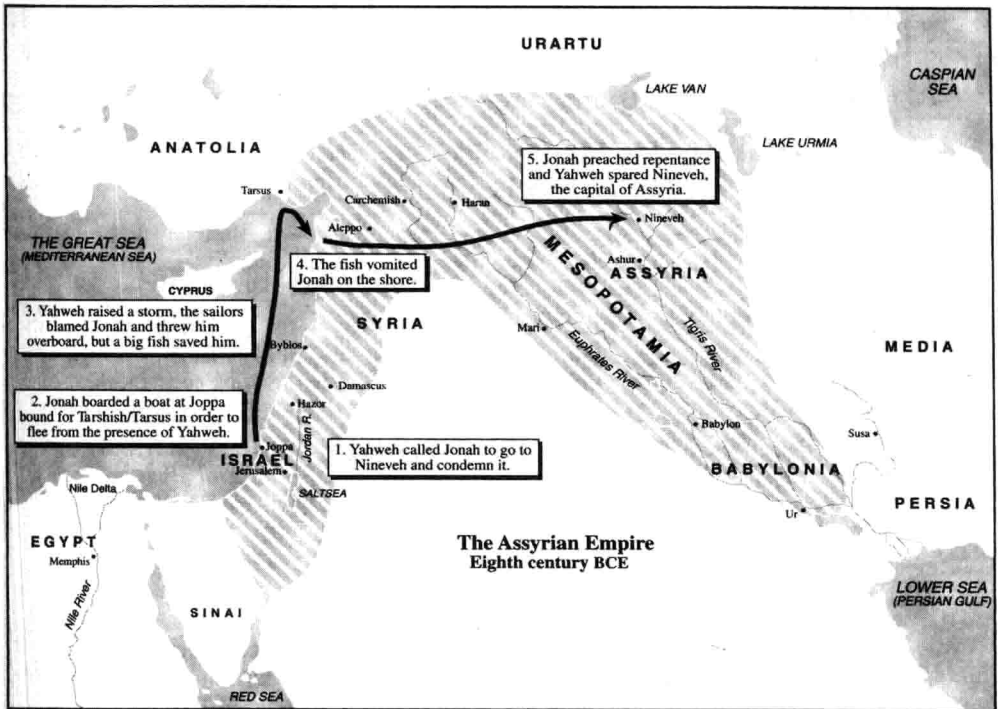 URARTU
CASPIAN
SEA
LAKE VAN
LAKE URMIA
ANATOLIA
5. Jonah preached repentance
and Yahweh spared Nineveh,
the capital of Assyria.
Tarsus
Carchemish
Haran
Nineveh
Aleppo
THE GREAT SEA
(MEDITERRANEAN SEA)
4. The fish vomited
Jonah on the shore.
Ashur
ASSYRIA
MESOPOTAMIA
CYPRUS
3. Yahweh raised a storm, the sailors
blamed Jonah and threw him
overboard, but a big fish saved him.
SYRIA
Mari
Euphrates River
Tigris River
MEDIA
Byblos
Damascus
2. Jonah boarded a boat at Joppa
bound for Tarshish/Tarsus in order to
flee from the presence of Yahweh.
Hazor
Jordan R.
Joppa
ISRAEL
Jerusalem
1. Yahweh called Jonah to go to
Nineveh and condemn it.
Babylon
Susa
BABYLONIA
SALTSEA
Nile Delta
PERSIA
Ur
EGYPT
Memphis
The Assyrian Empire
Eighth century BCE
Nile River
SINAI
LOWER SEA
(PERSIAN GULF)
RED SEA